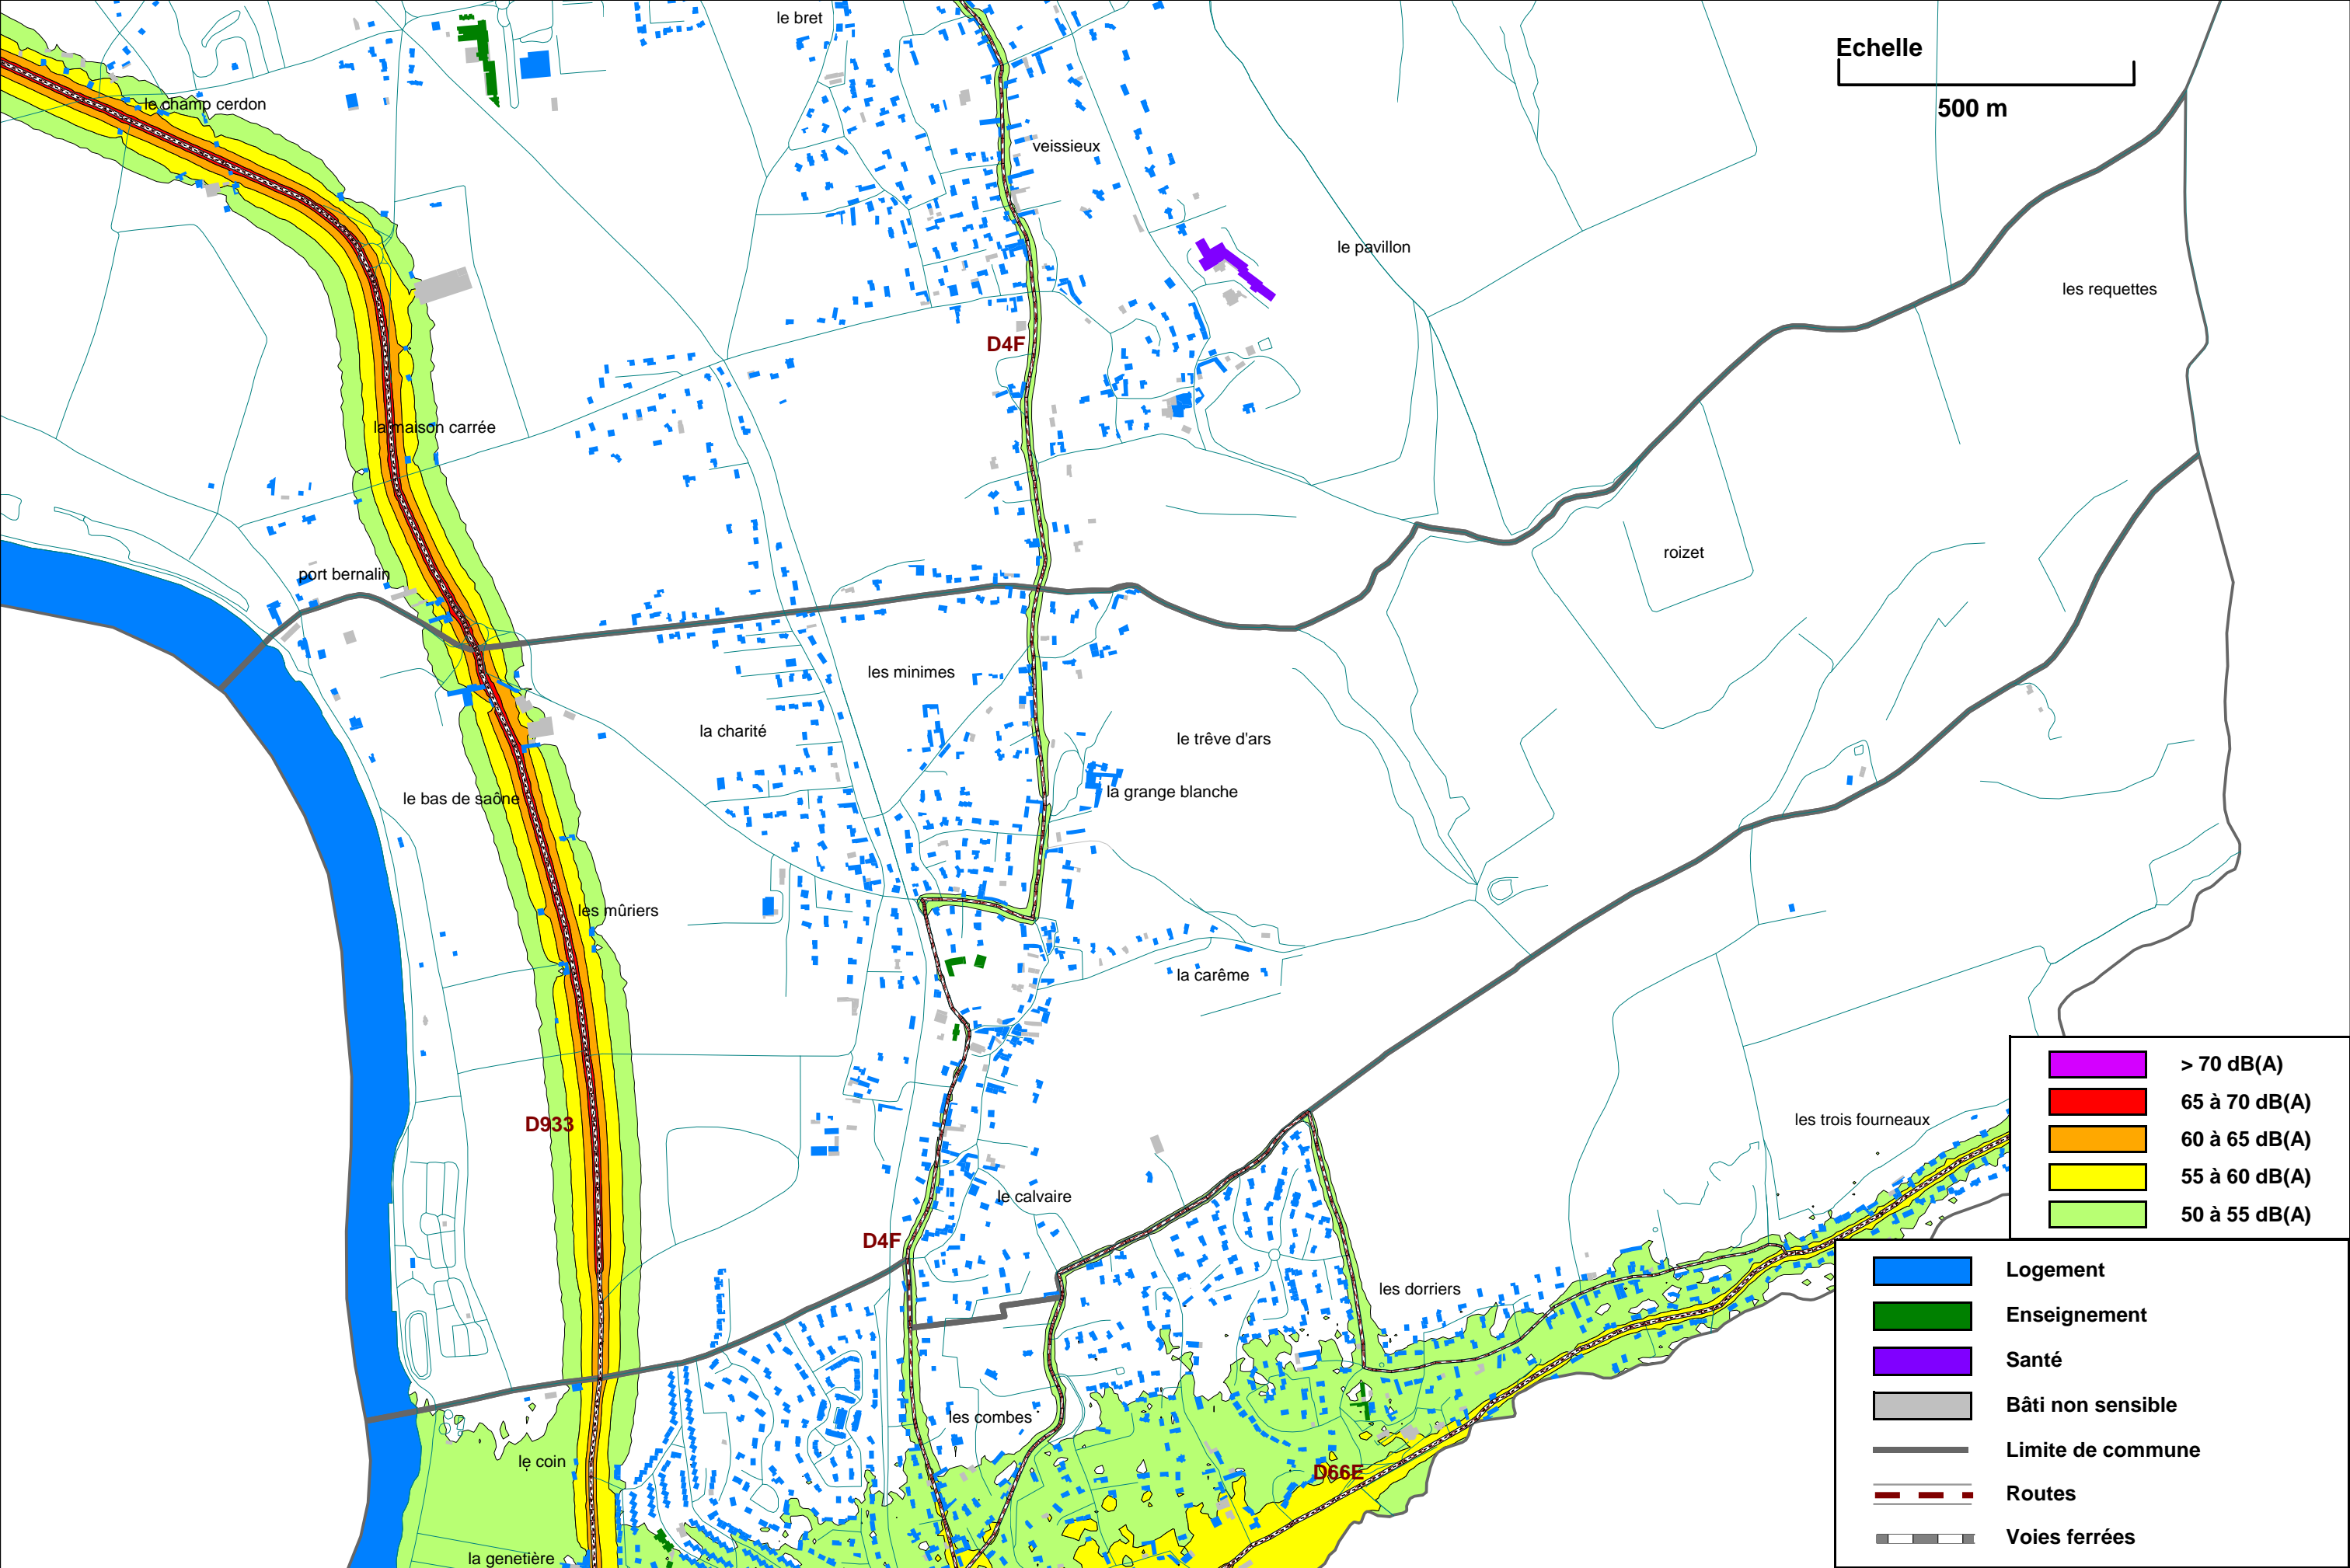 le bret
Echelle
500 m
le champ cerdon
veissieux
le pavillon
les requettes
D4F
la maison carrée
roizet
port bernalin
les minimes
la charité
le trêve d'ars
la grange blanche
le bas de saône
les mûriers
la carême
D933
les trois fourneaux
le calvaire
D4F
les dorriers
les combes
le coin
D66E
la genetière
> 70 dB(A)
65 à 70 dB(A)
60 à 65 dB(A)
55 à 60 dB(A)
50 à 55 dB(A)
Logement
Enseignement
Santé
Bâti non sensible
Limite de commune
Routes
Voies ferrées